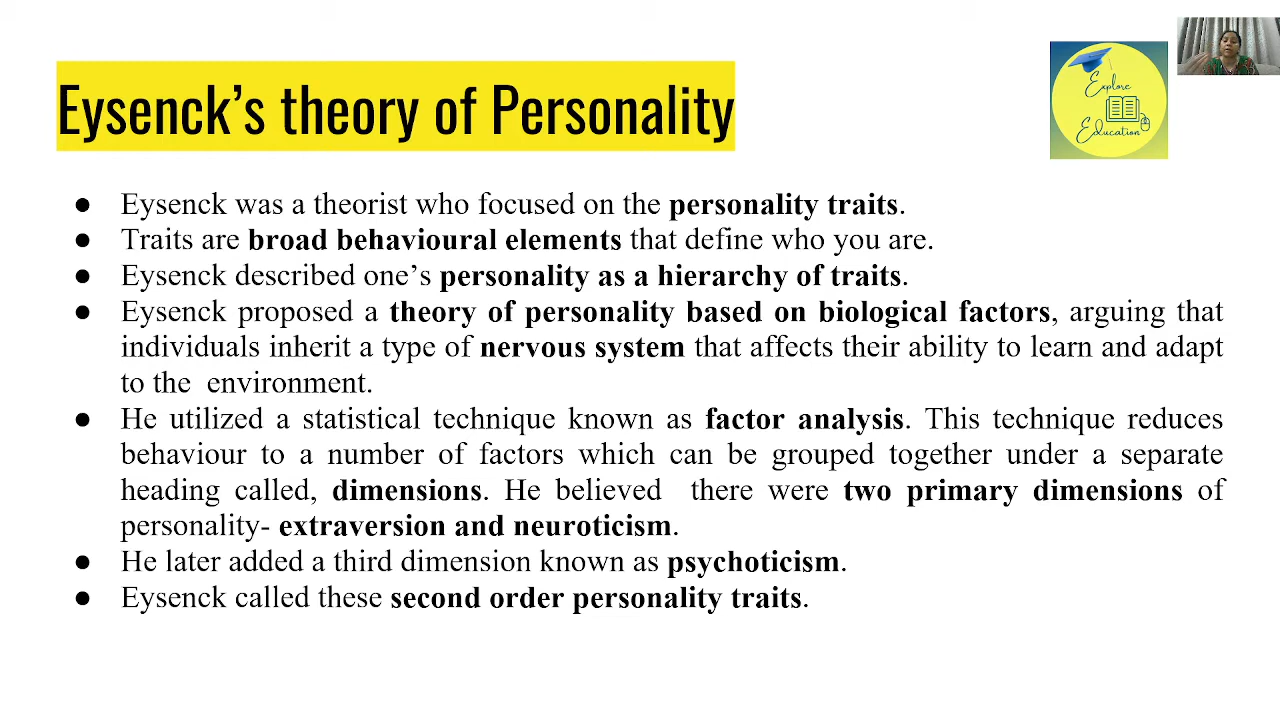 Eysenck’s theory of Personality
Explore
Education
● Eysenck was a theorist who focused on the personality traits.
● Traits are broad behavioural elements that define who you are.
● Eysenck described one’s personality as a hierarchy of traits.
● Eysenck proposed a theory of personality based on biological factors, arguing that
individuals inherit a type of nervous system that affects their ability to learn and adapt
to the environment.
● He utilized a statistical technique known as factor analysis. This technique reduces
behaviour to a number of factors which can be grouped together under a separate
heading called, dimensions. He believed there were two primary dimensions of
personality- extraversion and neuroticism.
● He later added a third dimension known as psychoticism.
● Eysenck called these second order personality traits.